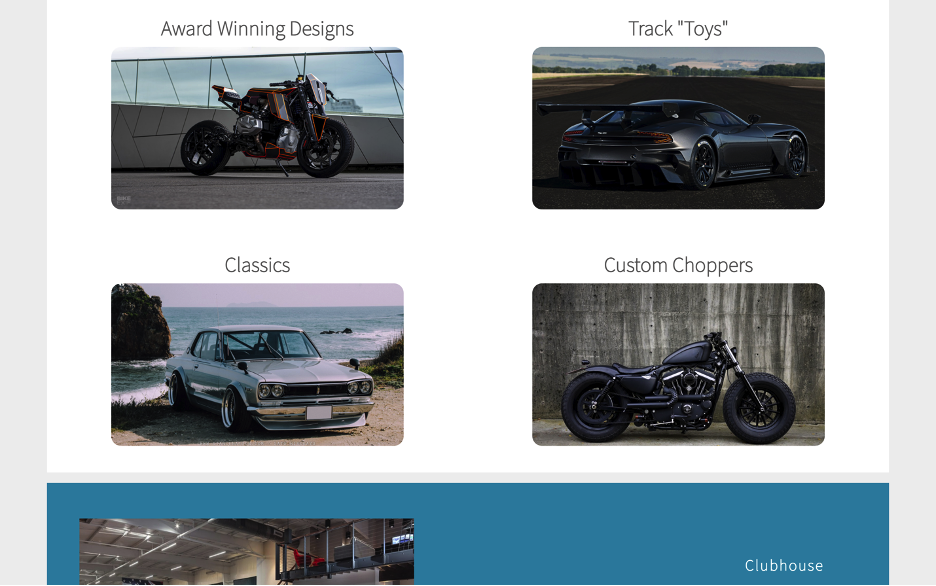 Award Winning Designs
Track "Toys"
Classics
Custom Choppers
Clubhouse